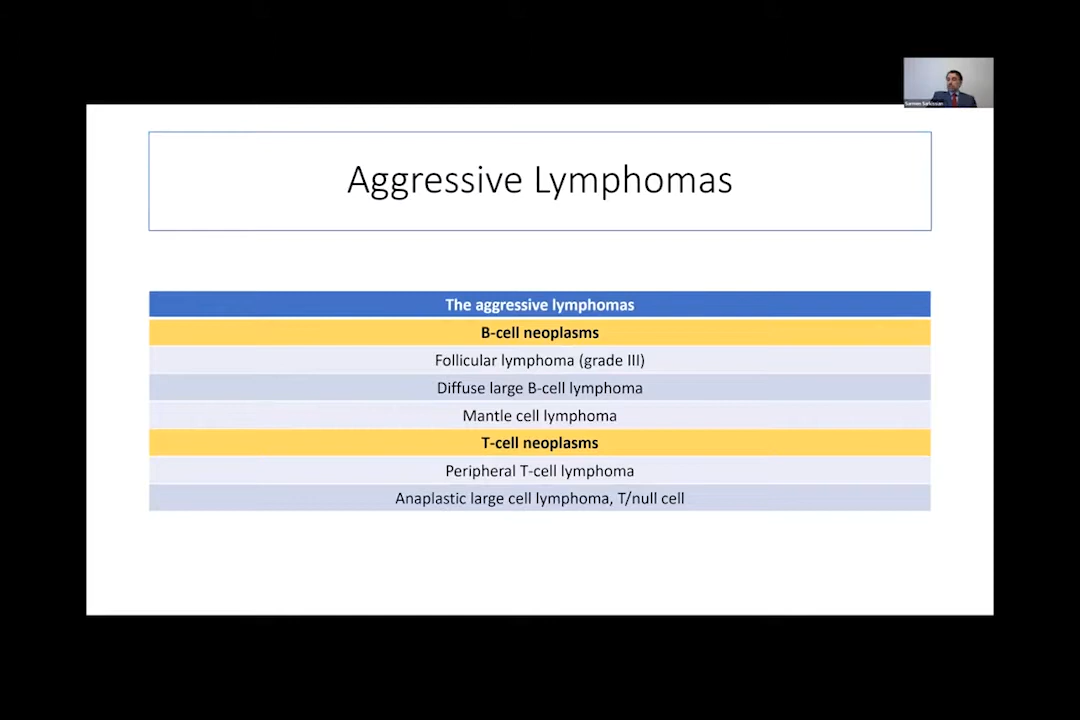 Aggressive Lymphomas
The aggressive lymphomas
B-cell neoplasms
Follicular lymphoma (grade III)
Diffuse large B-cell lymphoma
Mantle cell lymphoma
T-cell neoplasms
Peripheral T-cell lymphoma
Anaplastic large cell lymphoma, T/null cell